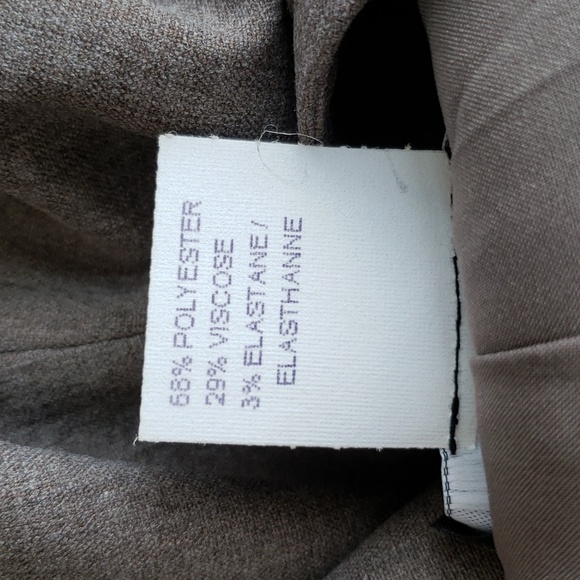 68% POLYESTER
29% VISCOSE
3% ELASTANE /
ELASTHANNE